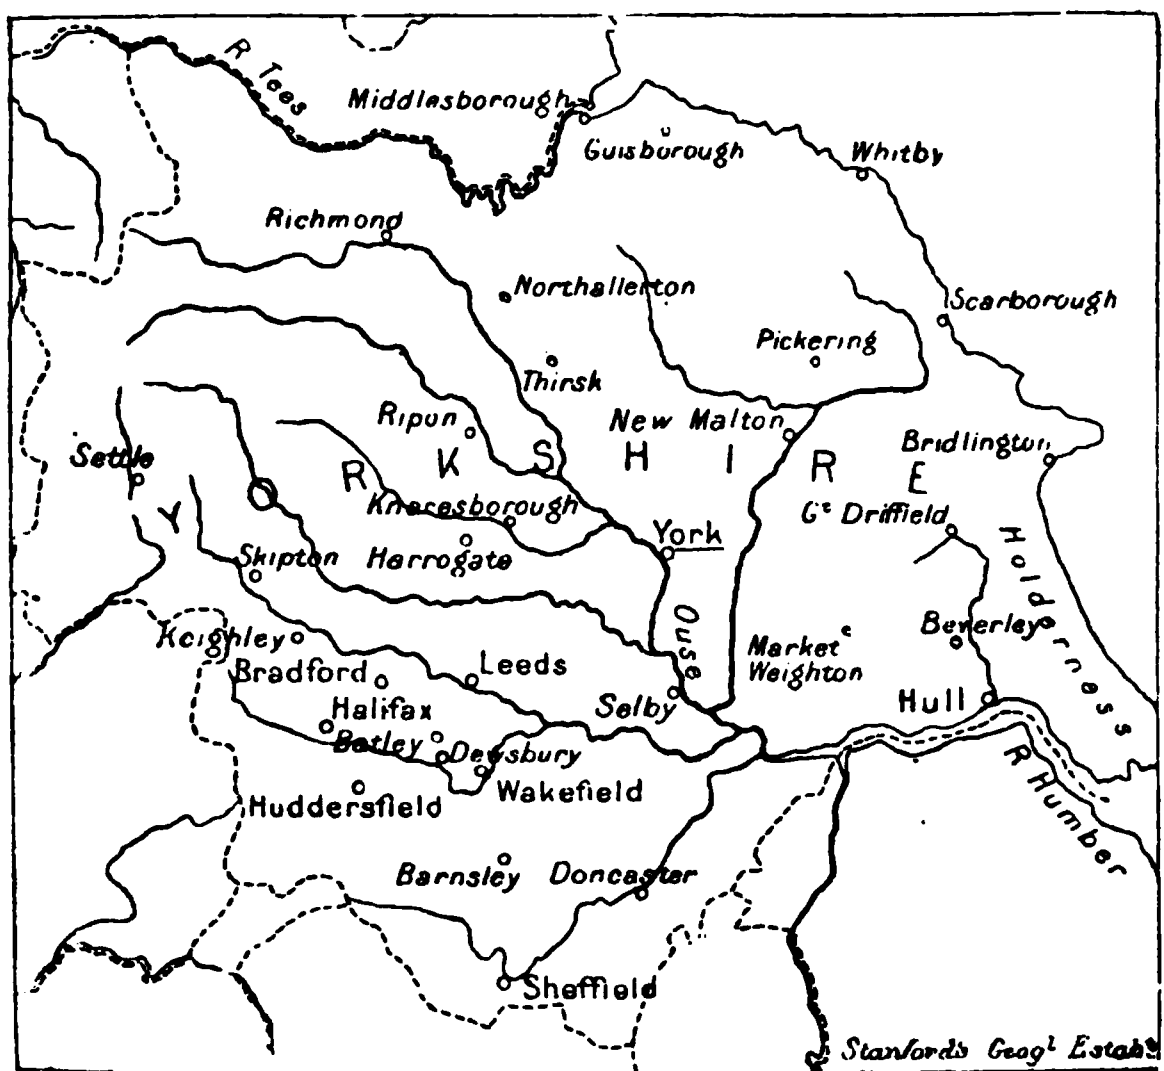 R Tees
Middlesborough
Guisborough
Whitby
Richmond
Northallerton
Scarborough
Pickering
Thirsk
Ripon
New Malton
Bridlington
Settle
YORKSHIRE
Knaresborough
Gt Driffield
York
Harrogate
Skipton
Holderness
Ouse
Keighley
Beverley
Market
Weighton
Bradford
Leeds
Hull
Halifax
Selby
Batley
Dewsbury
Wakefield
Huddersfield
R Humber
Barnsley
Doncaster
Sheffield
Stanford's Geogl Estabt